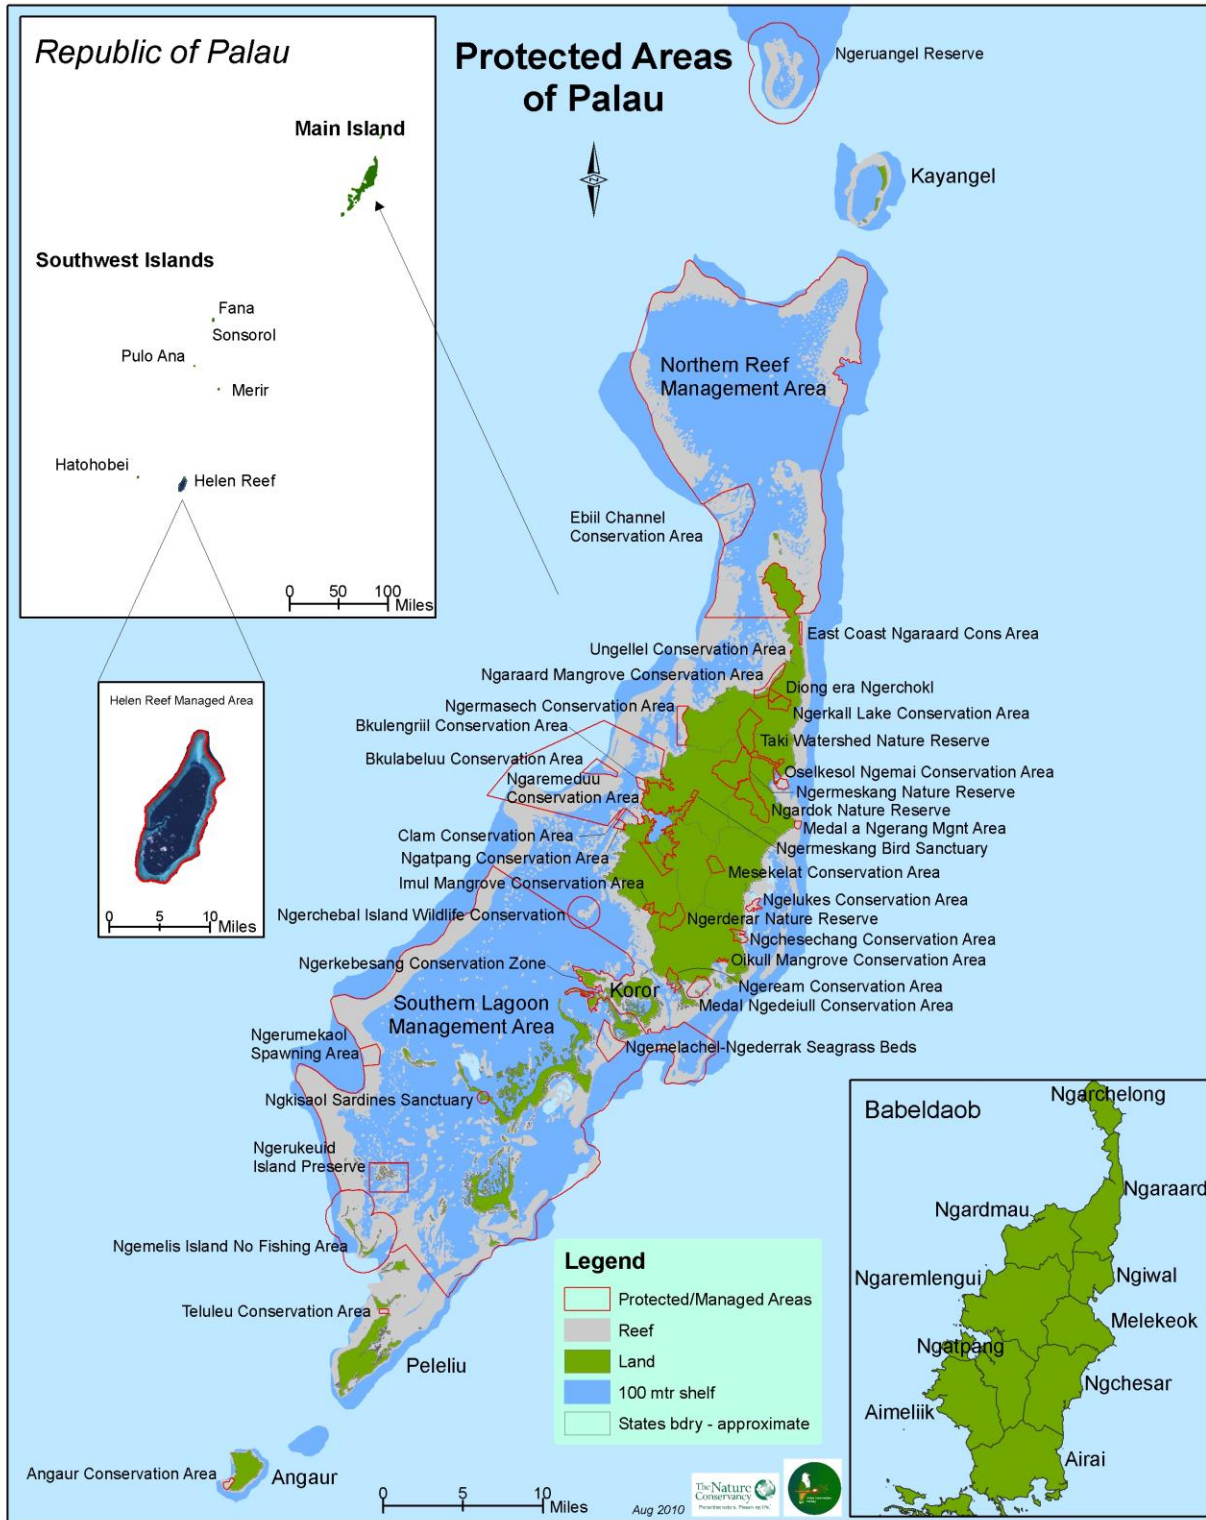 Republic of Palau
Main Island
Southwest Islands
Fana
Sonsorol
Pulo Ana
Merir
Hatohobei
Helen Reef
0 50 100
Miles
Helen Reef Managed Area
0 5 10
Miles
Protected Areas
of Palau
N
Ngeruangel Reserve
Kayangel
Northern Reef
Management Area
Ebiil Channel
Conservation Area
East Coast Ngaraard Cons Area
Ungellel Conservation Area
Ngaraard Mangrove Conservation Area
Diong era Ngerchokl
Ngermasech Conservation Area
Ngerkall Lake Conservation Area
Bkulengriil Conservation Area
Taki Watershed Nature Reserve
Bkulabeluu Conservation Area
Oselkesol Ngemai Conservation Area
Ngaremeduu
Conservation Area
Ngermeskang Nature Reserve
Ngardok Nature Reserve
Clam Conservation Area
Medal a Ngerang Mgnt Area
Ngermeskang Bird Sanctuary
Ngatpang Conservation Area
Mesekelat Conservation Area
Imul Mangrove Conservation Area
Ngelukes Conservation Area
Ngerchebal Island Wildlife Conservation
Ngerderar Nature Reserve
Ngchesechang Conservation Area
Oikull Mangrove Conservation Area
Ngerkebesang Conservation Zone
Koror
Ngeream Conservation Area
Southern Lagoon
Management Area
Medal Ngedeiull Conservation Area
Ngerumekaol
Spawning Area
Ngemelachel-Ngederrak Seagrass Beds
Ngkisaol Sardines Sanctuary
Ngerukeuid
Island Preserve
Ngemelis Island No Fishing Area
Teluleu Conservation Area
Peleliu
Angaur Conservation Area
Angaur
Legend
Protected/Managed Areas
Reef
Land
100 mtr shelf
States bdry - approximate
0 5 10
Miles
Aug 2010
The Nature
Conservancy
Babeldaob
Ngarchelong
Ngaraard
Ngardmau
Ngaremlengui
Ngiwal
Melekeok
Ngatpang
Ngchesar
Aimeliik
Airai